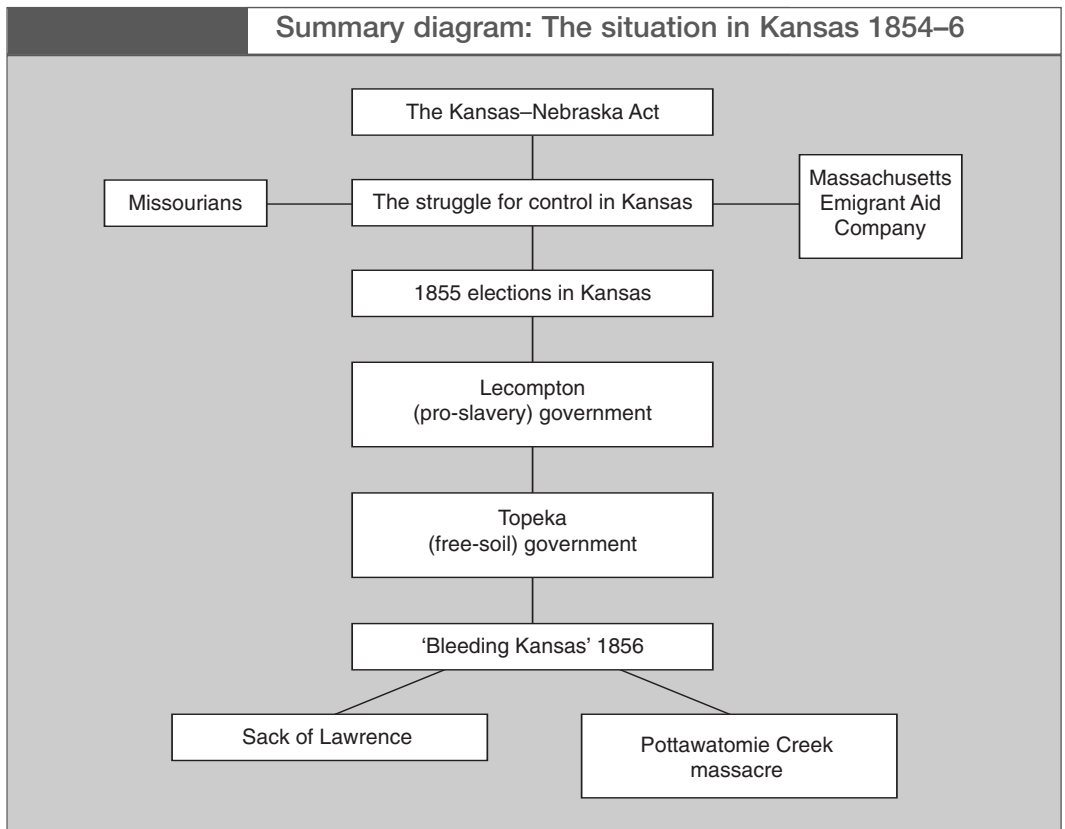 Summary diagram: The situation in Kansas 1854–6
The Kansas–Nebraska Act
Missourians
The struggle for control in Kansas
Massachusetts
Emigrant Aid
Company
1855 elections in Kansas
Lecompton
(pro-slavery) government
Topeka
(free-soil) government
‘Bleeding Kansas’ 1856
Sack of Lawrence
Pottawatomie Creek
massacre